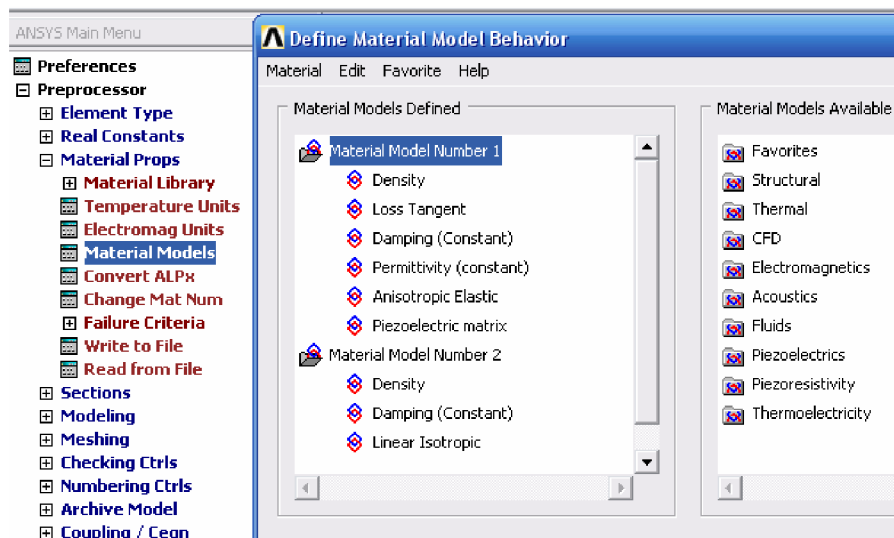 ANSYS Main Menu
Preferences
Preprocessor
Element Type
Real Constants
Material Props
Material Library
Temperature Units
Electromag Units
Material Models
Convert ALPx
Change Mat Num
Failure Criteria
Write to File
Read from File
Sections
Modeling
Meshing
Checking Ctrls
Numbering Ctrls
Archive Model
Coupling / Ceqn
Define Material Model Behavior
Material Edit Favorite Help
Material Models Defined
Material Model Number 1
Density
Loss Tangent
Damping (Constant)
Permittivity (constant)
Anisotropic Elastic
Piezoelectric matrix
Material Model Number 2
Density
Damping (Constant)
Linear Isotropic
Material Models Available
Favorites
Structural
Thermal
CFD
Electromagnetics
Acoustics
Fluids
Piezoelectrics
Piezoresistivity
Thermoelectricity